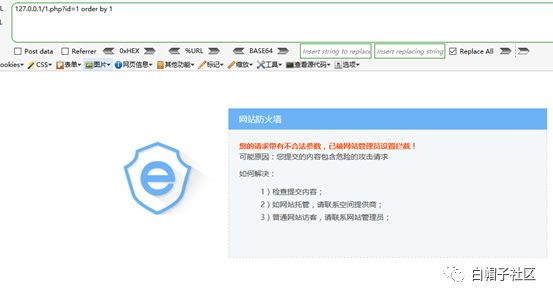 127.0.0.1/1.php?id=1 order by 1
Post data Referrer 0xHEX %URL BASE64 Insert string to replace Insert replacing string Replace All
ookies CSS 表单 图片 网页信息 其他功能 标记 缩放 工具 查看源代码 选项
网站防火墙
您的请求带有不合法参数，已被网站管理员设置拦截！
可能原因：您提交的内容包含危险的攻击请求
如何解决：
1）检查提交内容；
2）如网站托管，请联系空间提供商；
3）普通网站访客，请联系网站管理员；
白帽子社区